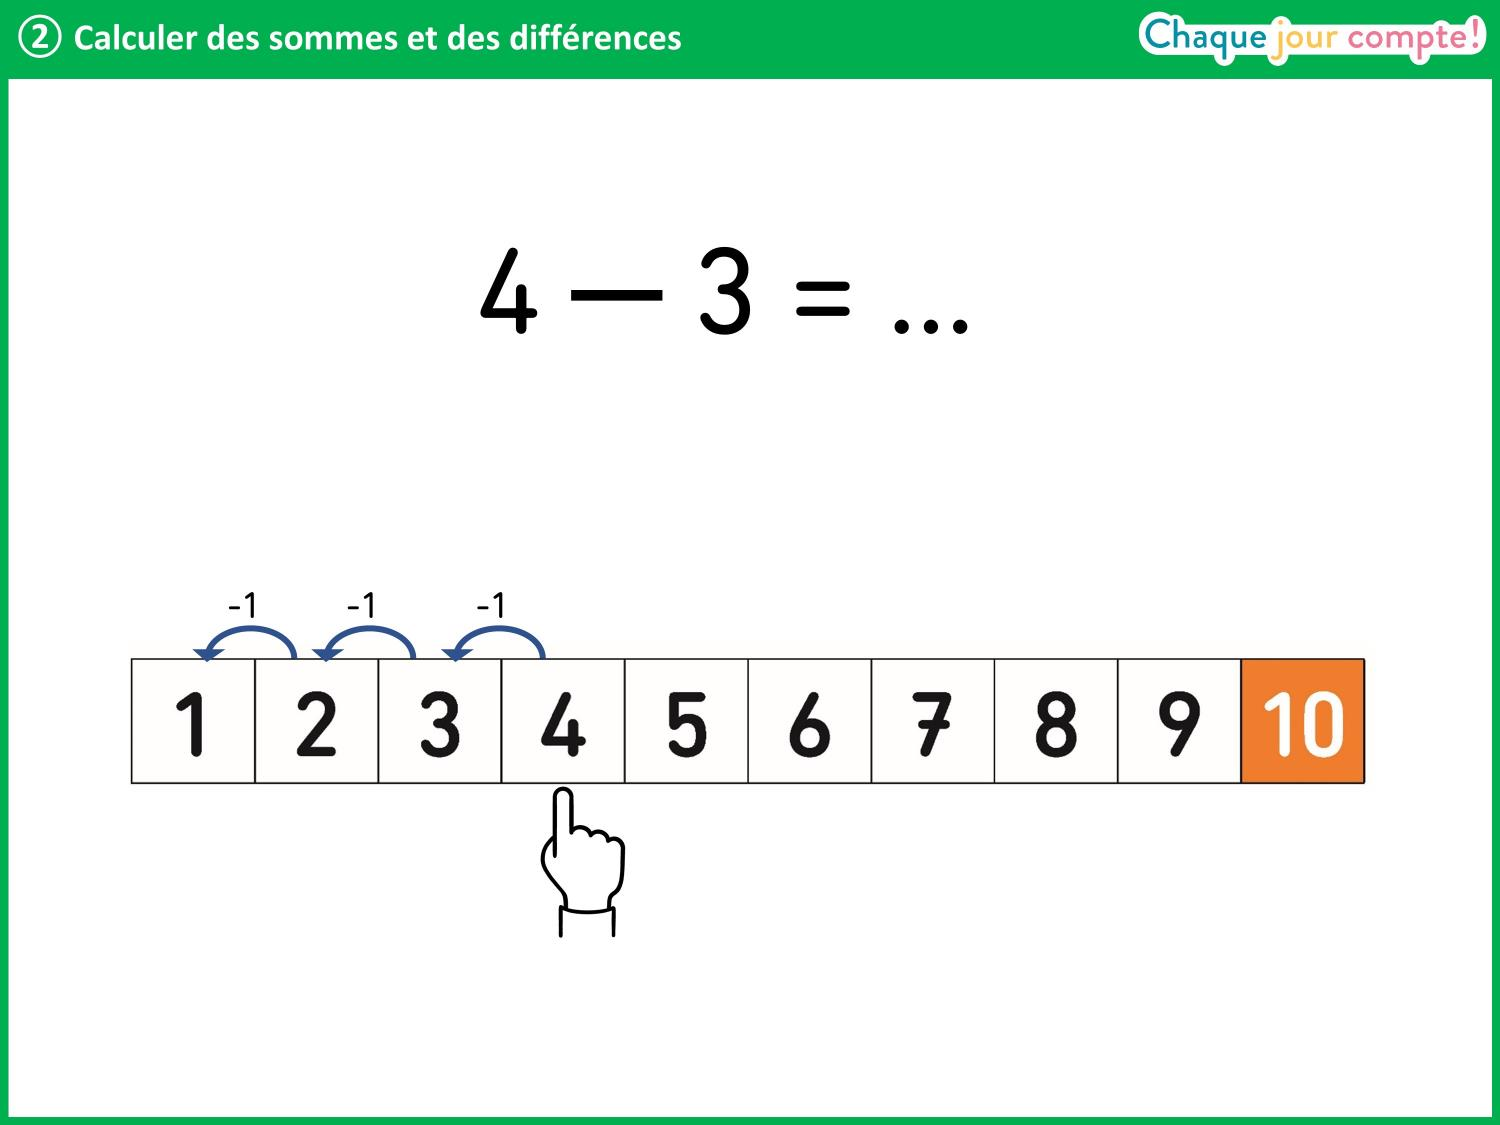 ② Calculer des sommes et des différences
Chaque jour compte!
4 – 3 = ...
-1 -1 -1
1 2 3 4 5 6 7 8 9 10